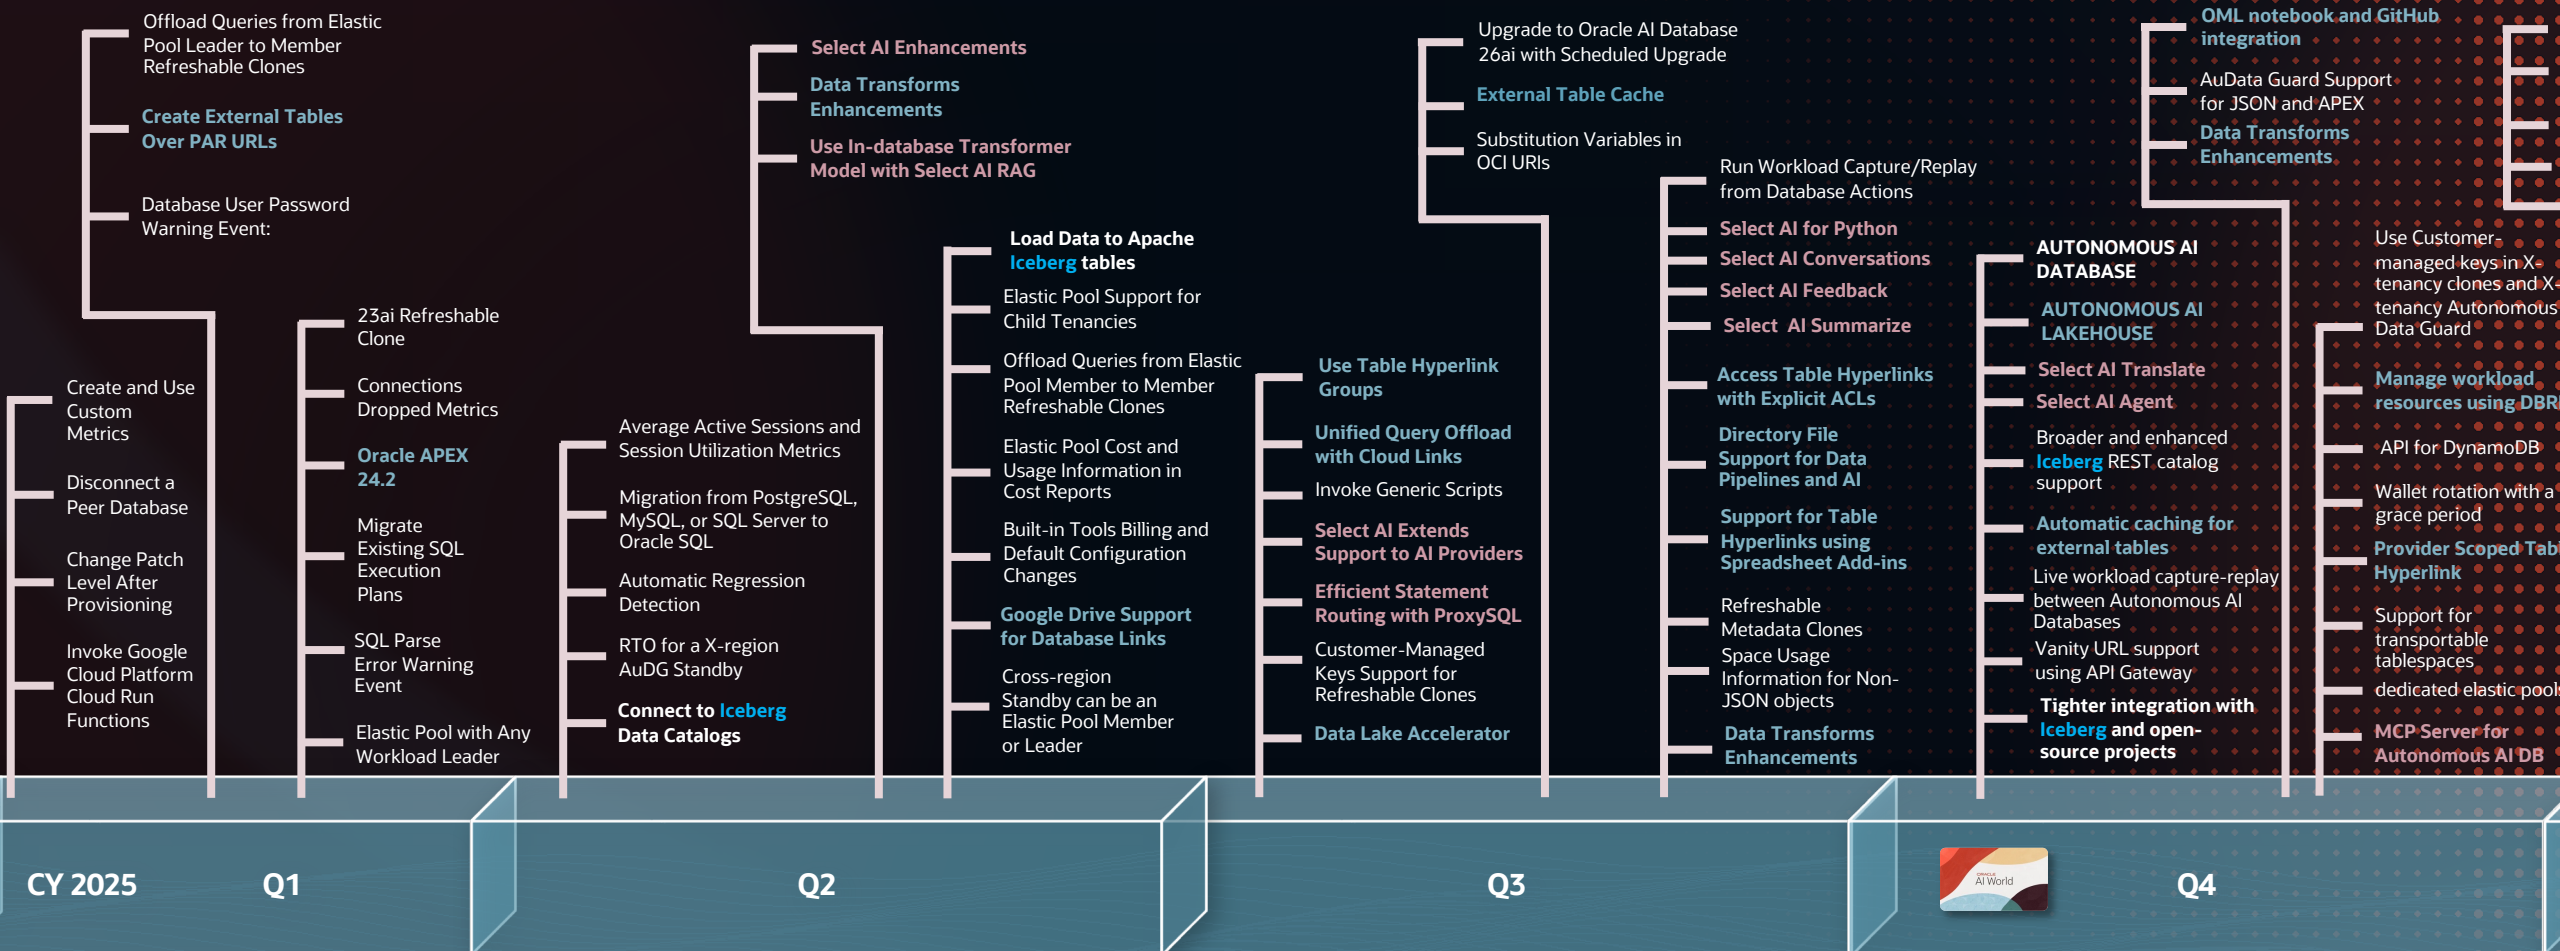 Offload Queries from Elastic
Pool Leader to Member
Refreshable Clones
Create External Tables
Over PAR URLs
Database User Password
Warning Event:
Create and Use
Custom
Metrics
Disconnect a
Peer Database
Change Patch
Level After
Provisioning
Invoke Google
Cloud Platform
Cloud Run
Functions
23ai Refreshable
Clone
Connections
Dropped Metrics
Oracle APEX
24.2
Migrate
Existing SQL
Execution
Plans
SQL Parse
Error Warning
Event
Elastic Pool with Any
Workload Leader
Select AI Enhancements
Data Transforms
Enhancements
Use In-database Transformer
Model with Select AI RAG
Average Active Sessions and
Session Utilization Metrics
Migration from PostgreSQL,
MySQL, or SQL Server to
Oracle SQL
Automatic Regression
Detection
RTO for a X-region
AuDG Standby
Connect to Iceberg
Data Catalogs
Load Data to Apache
Iceberg tables
Elastic Pool Support for
Child Tenancies
Offload Queries from Elastic
Pool Member to Member
Refreshable Clones
Elastic Pool Cost and
Usage Information in
Cost Reports
Built-in Tools Billing and
Default Configuration
Changes
Google Drive Support
for Database Links
Cross-region
Standby can be an
Elastic Pool Member
or Leader
Upgrade to Oracle AI Database
26ai with Scheduled Upgrade
External Table Cache
Substitution Variables in
OCI URIs
Use Table Hyperlink
Groups
Unified Query Offload
with Cloud Links
Invoke Generic Scripts
Select AI Extends
Support to AI Providers
Efficient Statement
Routing with ProxySQL
Customer-Managed
Keys Support for
Refreshable Clones
Data Lake Accelerator
Run Workload Capture/Replay
from Database Actions
Select AI for Python
Select AI Conversations
Select AI Feedback
Select AI Summarize
Access Table Hyperlinks
with Explicit ACLs
Directory File
Support for Data
Pipelines and AI
Support for Table
Hyperlinks using
Spreadsheet Add-ins
Refreshable
Metadata Clones
Space Usage
Information for Non-
JSON objects
Data Transforms
Enhancements
OML notebook and GitHub
integration
AuData Guard Support
for JSON and APEX
Data Transforms
Enhancements
AUTONOMOUS AI
DATABASE
AUTONOMOUS AI
LAKEHOUSE
Select AI Translate
Select AI Agent
Broader and enhanced
Iceberg REST catalog
support
Automatic caching for
external tables
Live workload capture-replay
between Autonomous AI
Databases
Vanity URL support
using API Gateway
Tighter integration with
Iceberg and open-
source projects
Use Customer-
managed keys in X-
tenancy clones and X-
tenancy Autonomous
Data Guard
Manage workload
resources using
API for DynamoDB
Wallet rotation with a
grace period
Provider Scoped
Hyperlink
Support for
transportable
tablespaces
dedicated elastic pools
MCP Server for
Autonomous AI DB
CY 2025
Q1
Q2
Q3
ORACLE
AI World
Q4